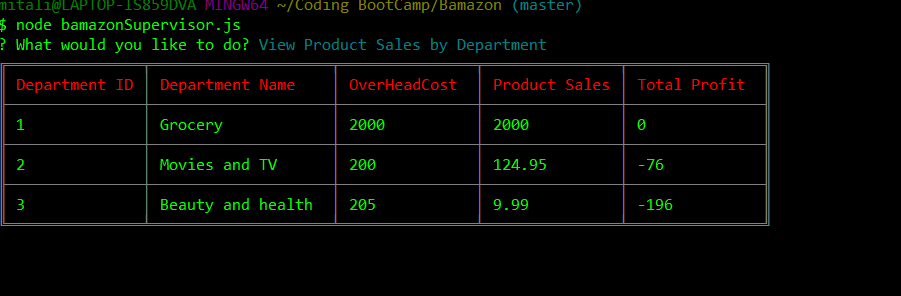 mitali@LAPTOP-IS859DVA MINGW64 ~/Coding BootCamp/Bamazon (master)
$ node bamazonSupervisor.js
? What would you like to do? View Product Sales by Department
Department ID Department Name OverHeadCost Product Sales Total Profit
1 Grocery 2000 2000 0
2 Movies and TV 200 124.95 -76
3 Beauty and health 205 9.99 -196